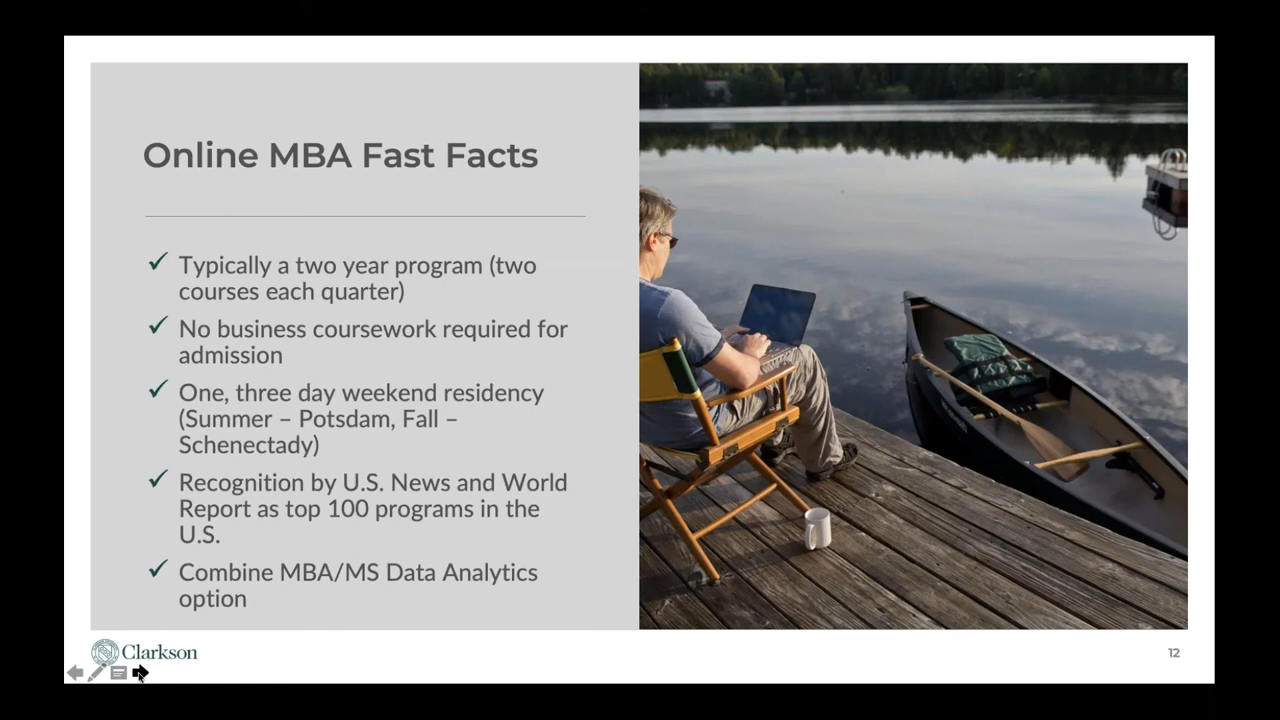 Online MBA Fast Facts
Typically a two year program (two
courses each quarter)
No business coursework required for
admission
One, three day weekend residency
(Summer – Potsdam, Fall –
Schenectady)
Recognition by U.S. News and World
Report as top 100 programs in the
U.S.
Combine MBA/MS Data Analytics
option
Clarkson
12